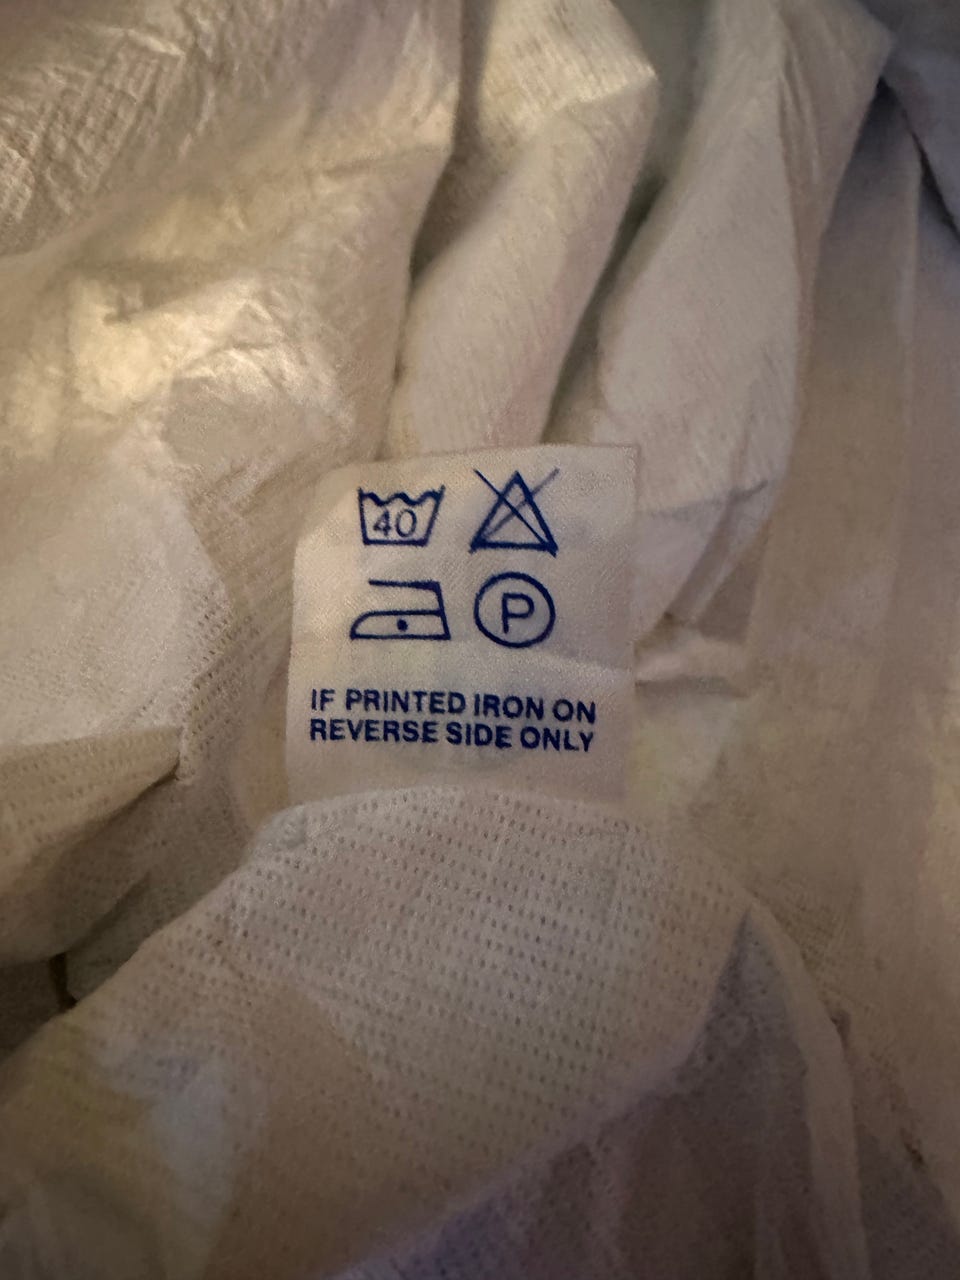 40
P
IF PRINTED IRON ON
REVERSE SIDE ONLY